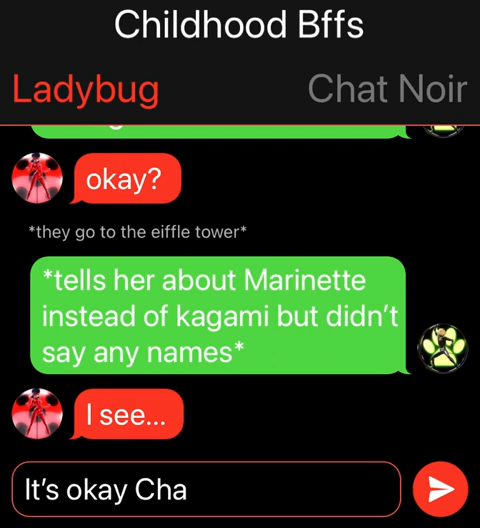 Childhood Bffs
Ladybug Chat Noir
okay?
*they go to the eiffle tower*
*tells her about Marinette
instead of kagami but didn't
say any names*
I see...
It's okay Cha